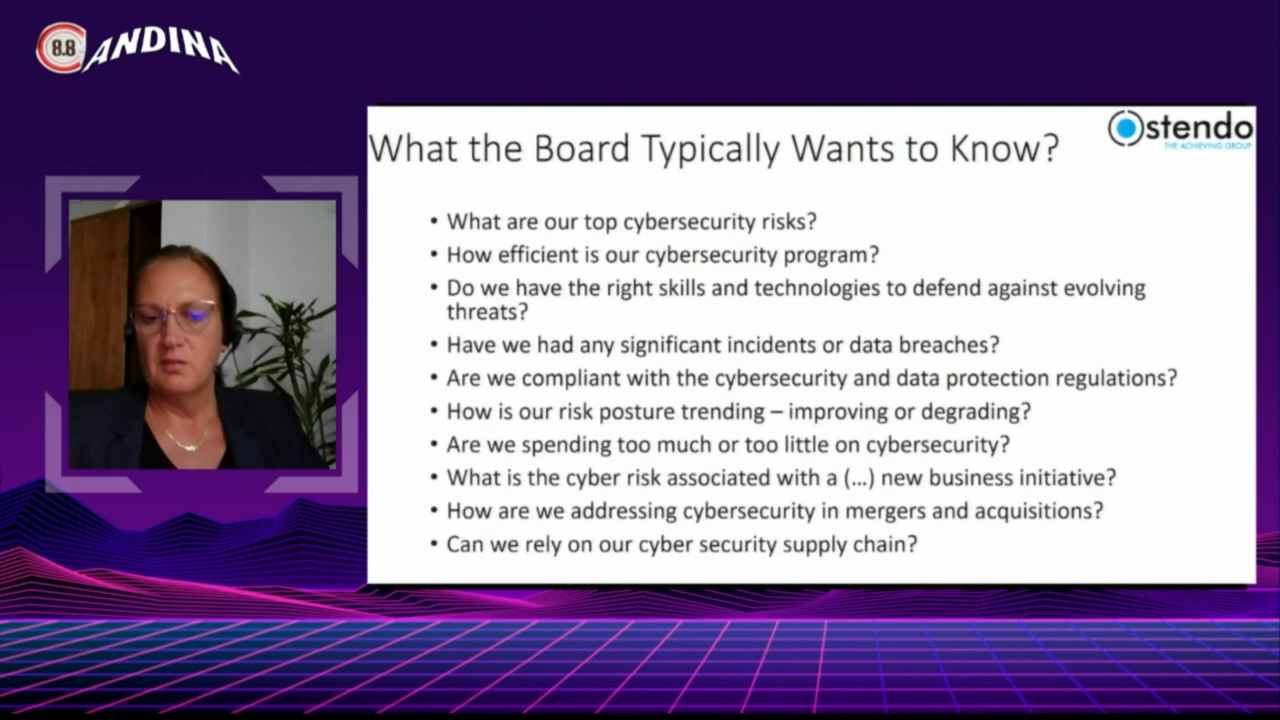 8.8 ANDINA
Ostendo
THE ACHIEVING GROUP
What the Board Typically Wants to Know?
• What are our top cybersecurity risks?
• How efficient is our cybersecurity program?
• Do we have the right skills and technologies to defend against evolving
threats?
• Have we had any significant incidents or data breaches?
• Are we compliant with the cybersecurity and data protection regulations?
• How is our risk posture trending – improving or degrading?
• Are we spending too much or too little on cybersecurity?
• What is the cyber risk associated with a (...) new business initiative?
• How are we addressing cybersecurity in mergers and acquisitions?
• Can we rely on our cyber security supply chain?